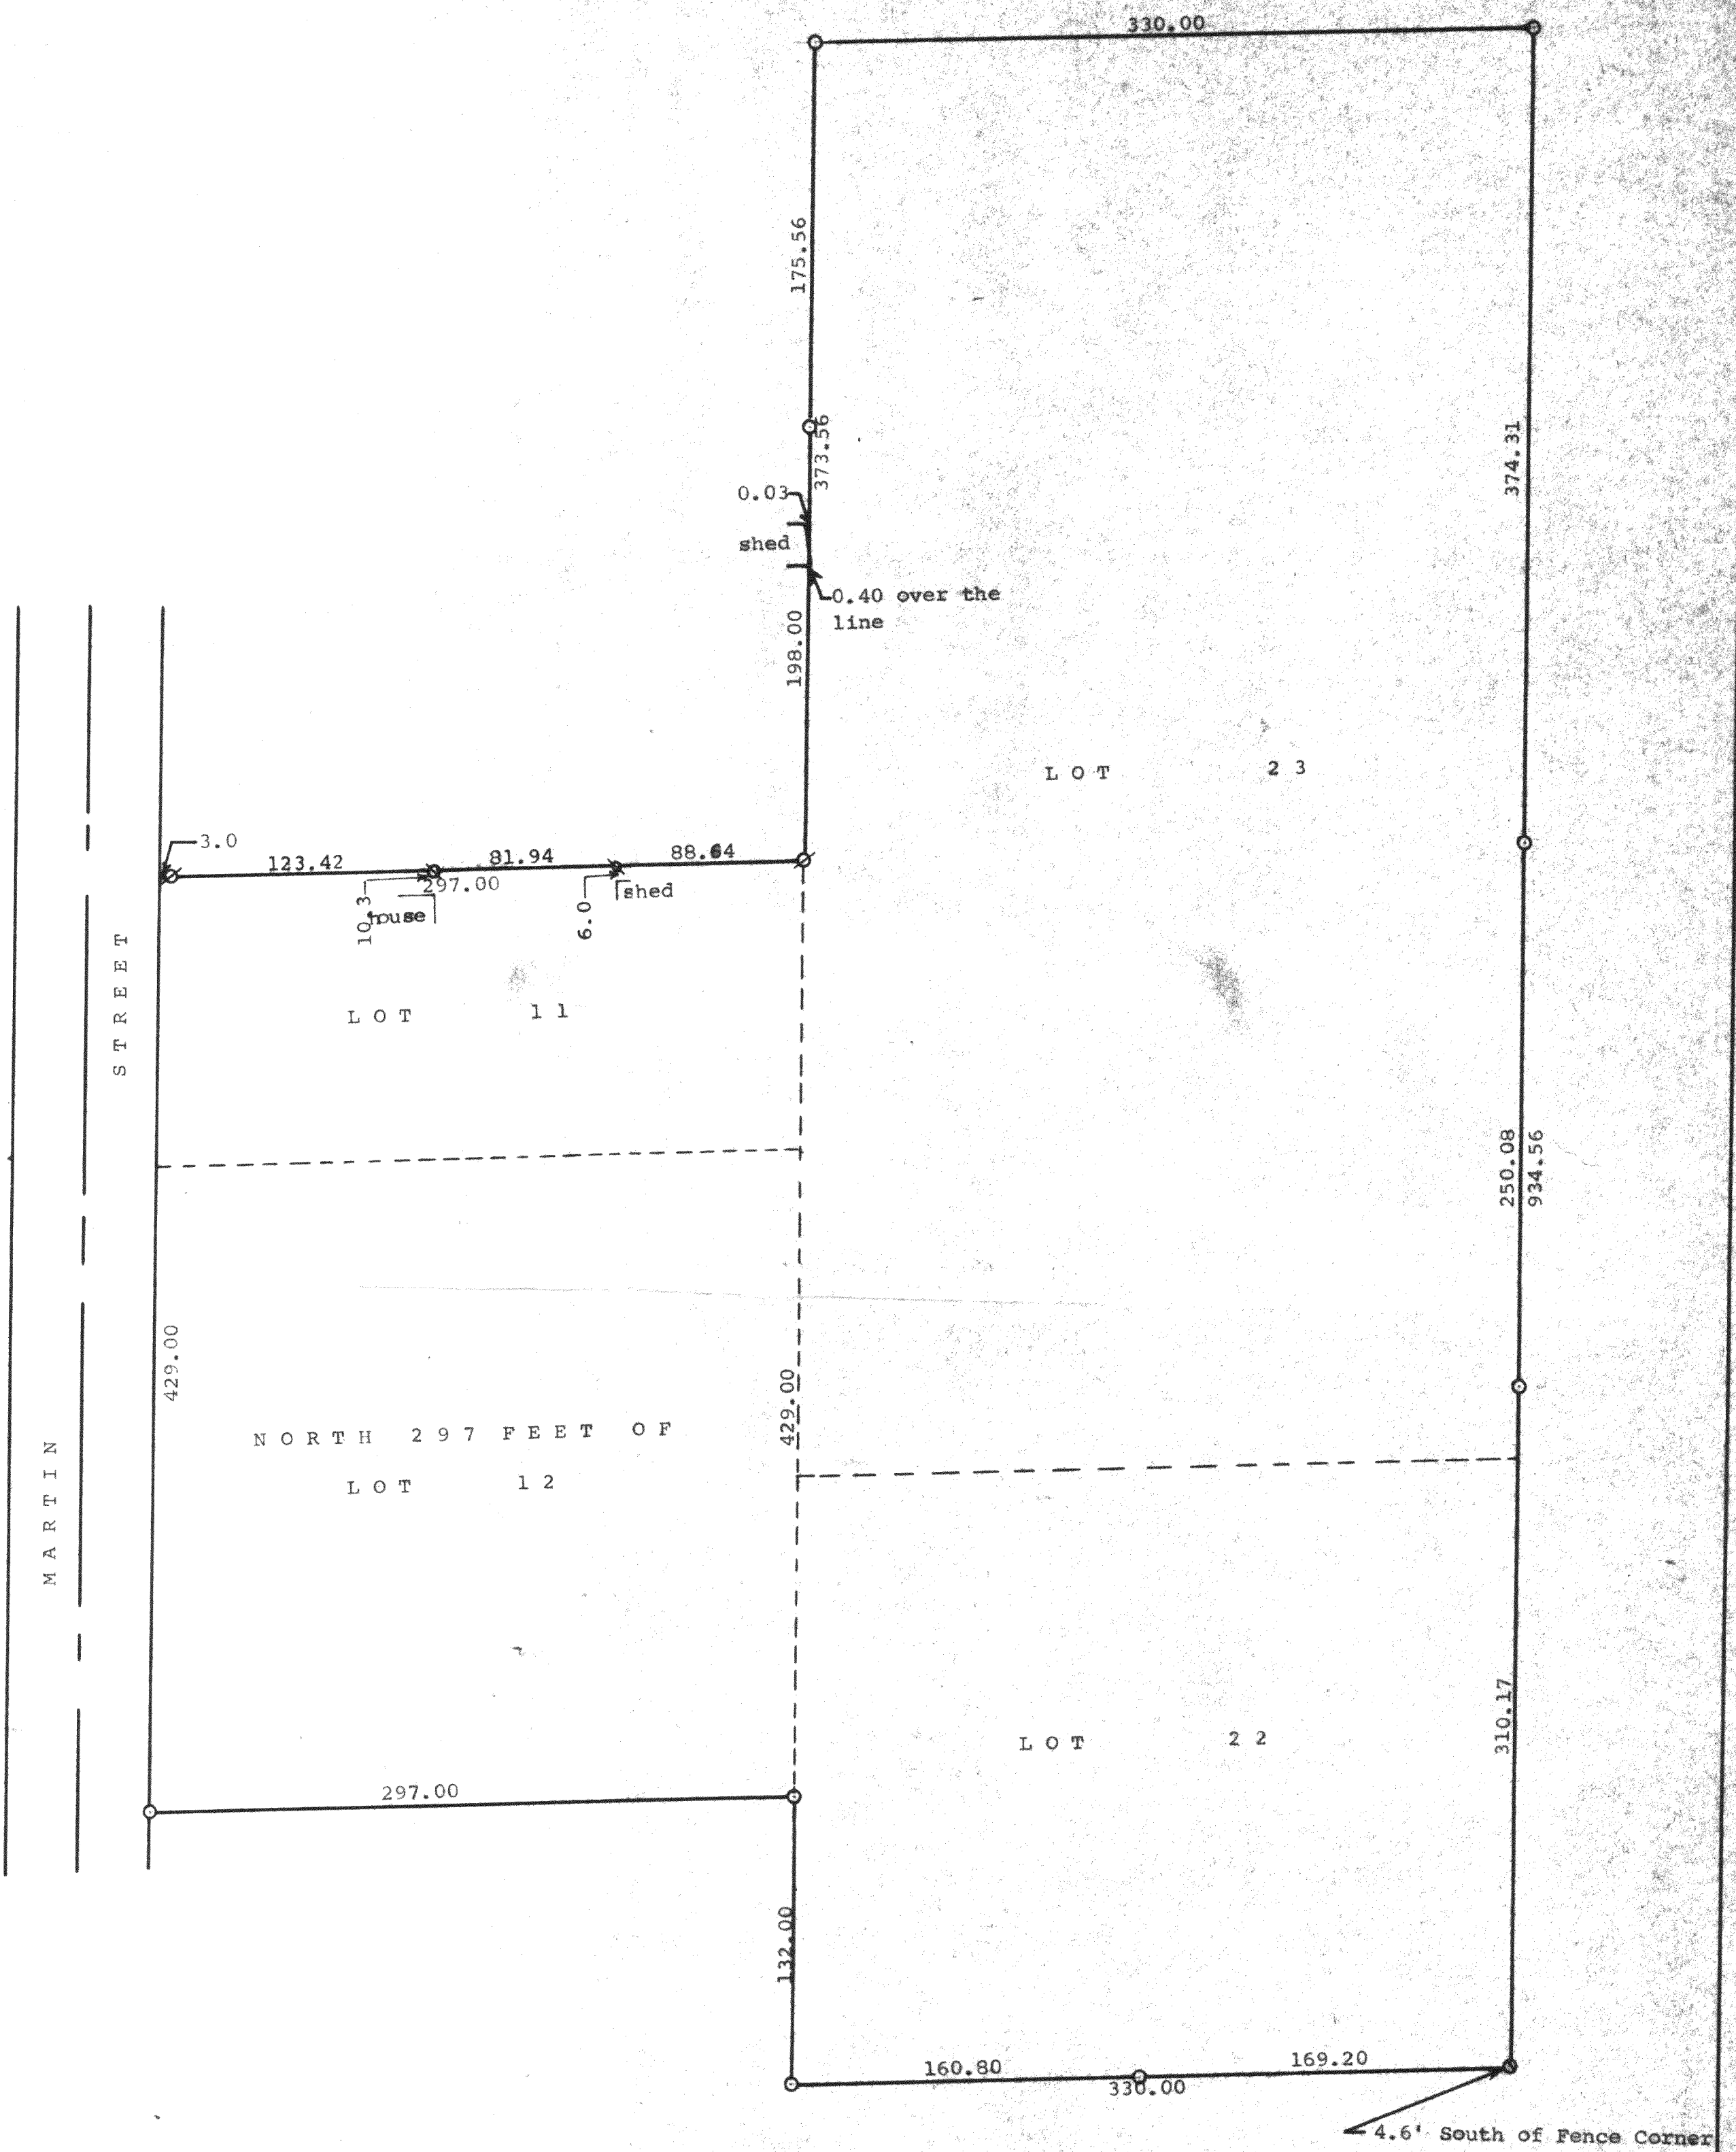 330.00
175.56
373.56
374.31
0.03
shed
0.40 over the
line
198.00
LOT 23
3.0
123.42
81.94
88.64
297.00
10.3
house
6.0
shed
STREET
LOT 11
250.08
934.56
429.00
429.00
NORTH 297 FEET OF
LOT 12
MARTIN
310.17
LOT 22
297.00
132.00
160.80
169.20
330.00
4.6' South of Fence Corner